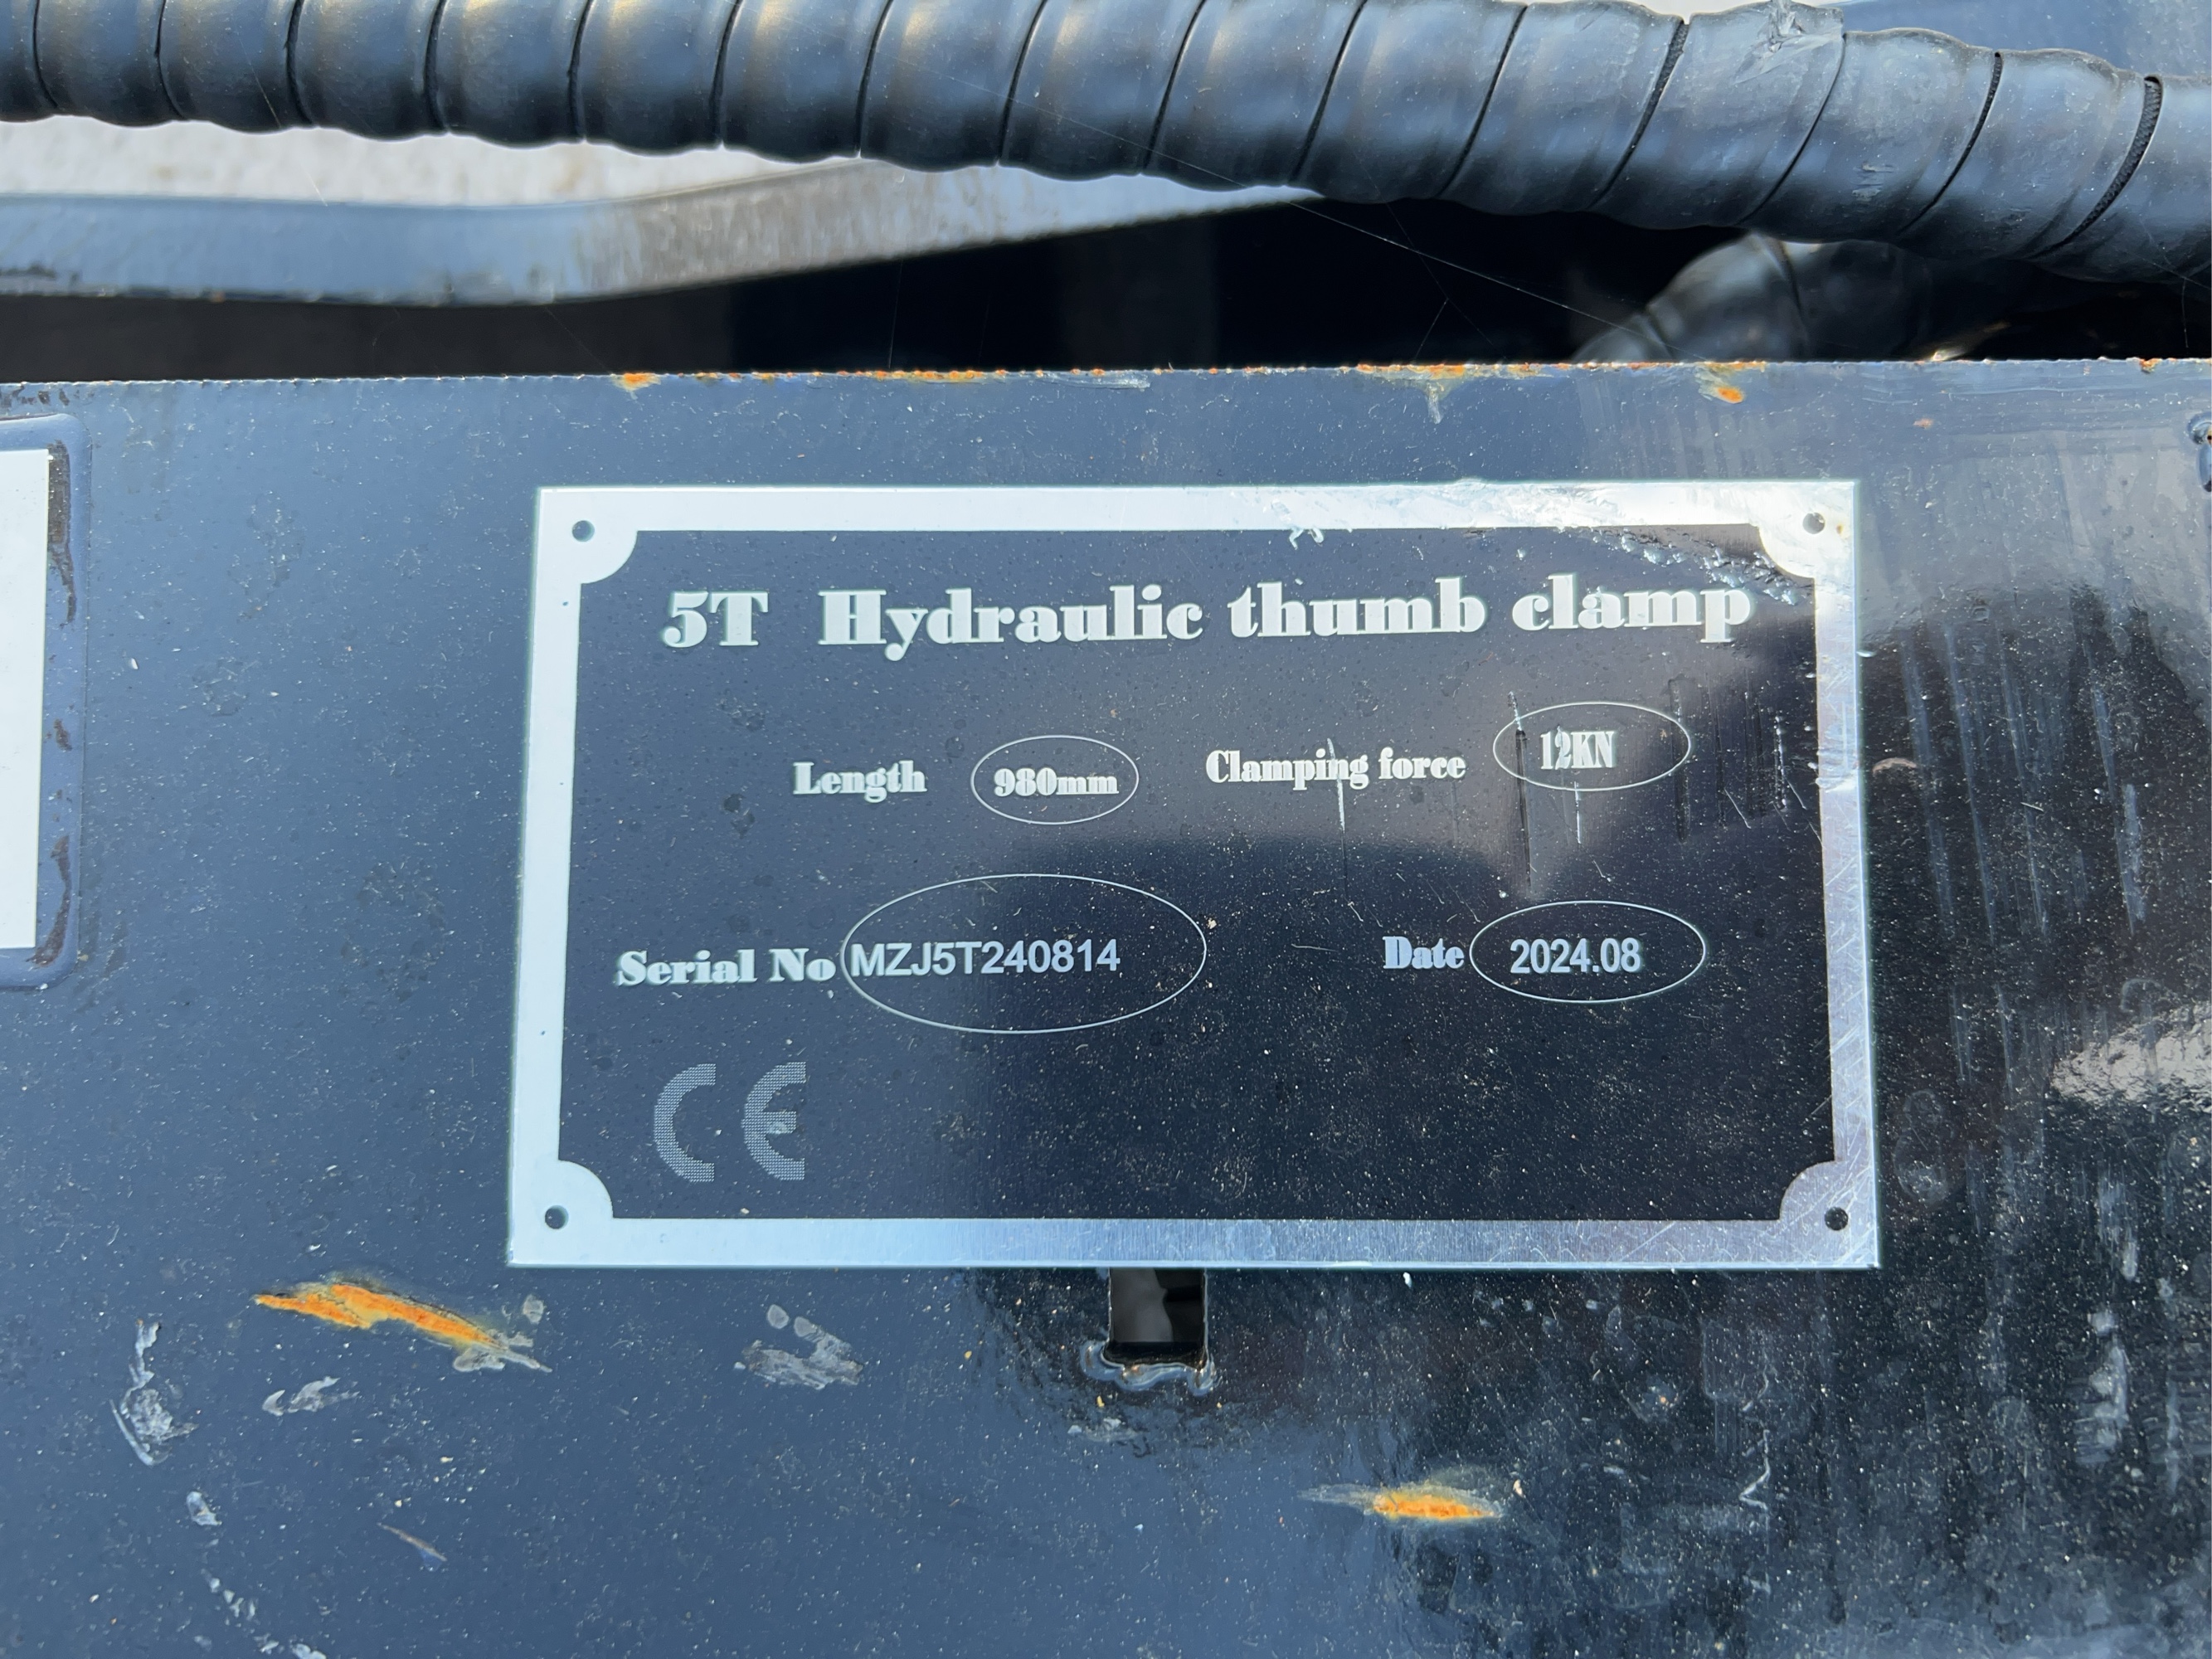 5T Hydraulic thumb clamp
Length 980mm Clamping force 12KN
Serial No MZJ5T240814 Date 2024.08
CE